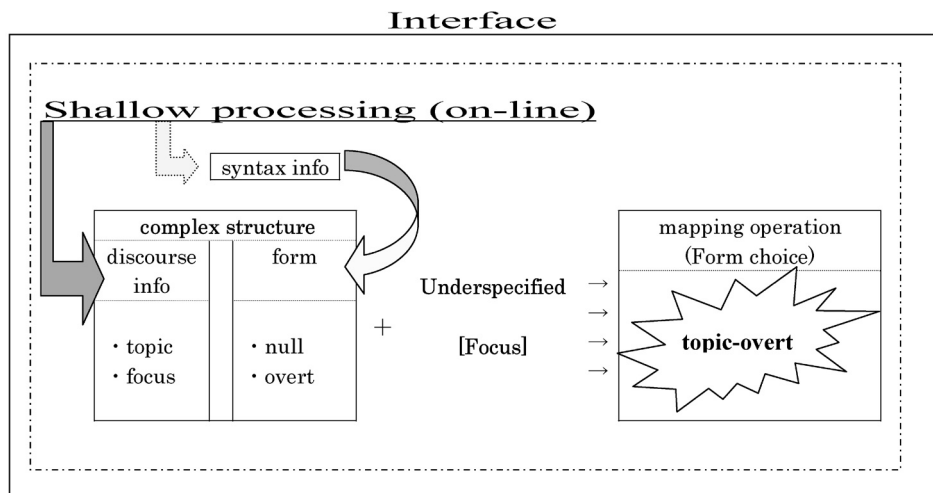 Interface
Shallow processing (on-line)
syntax info
complex structure
discourse
info
form
・topic
・focus
・null
・overt
+
Underspecified
[Focus]
→
→
→
→
mapping operation
(Form choice)
topic-overt